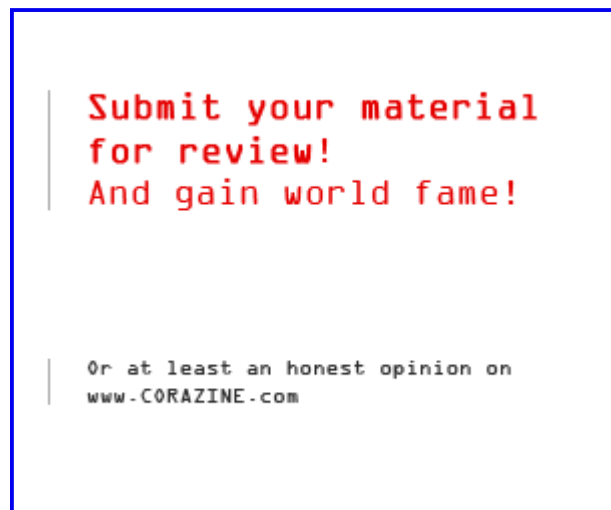 Submit your material
for review!
And gain world fame!
Or at least an honest opinion on
www.CORAZINE.com